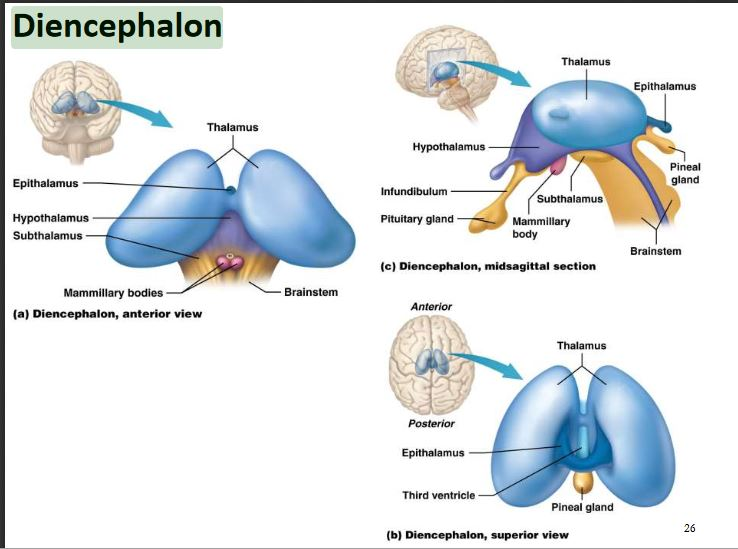 Diencephalon
Thalamus
Epithalamus
Hypothalamus
Subthalamus
Mammillary bodies
Brainstem
(a) Diencephalon, anterior view
Thalamus
Epithalamus
Hypothalamus
Pineal
gland
Infundibulum
Subthalamus
Pituitary gland
Mammillary
body
Brainstem
(c) Diencephalon, midsagittal section
Anterior
Thalamus
Posterior
Epithalamus
Third ventricle
Pineal gland
(b) Diencephalon, superior view
26